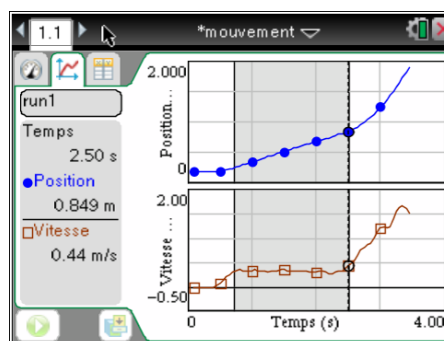 1.1 *mouvement
run1
Temps
2.50 s
Position
0.849 m
Vitesse
0.44 m/s
2.000
Position...
0
2.00
Vitesse ...
-0.50
0 Temps (s) 4.00